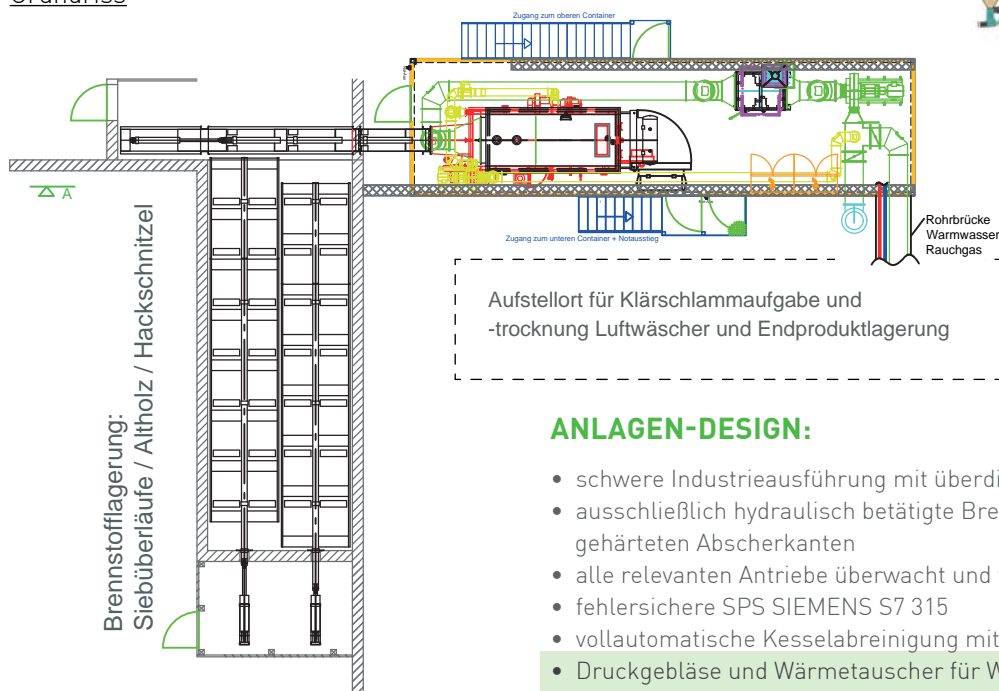 Grundriss
Zugang zum oberen Container
A
Brennstofflagerung:
Siebüberläufe / Altholz / Hackschnitzel
Zugang zum unteren Container + Notausstieg
Rohrbrücke
Warmwasser
Rauchgas
Aufstellort für Klärschlammaufgabe und
-trocknung Luftwäscher und Endproduktlagerung
ANLAGEN-DESIGN:
• schwere Industrieausführung mit überdi
• ausschließlich hydraulisch betätigte Bre
gehärteten Abscherkanten
• alle relevanten Antriebe überwacht und
• fehlersichere SPS SIEMENS S7 315
• vollautomatische Kesselabreinigung mit
• Druckgebläse und Wärmetauscher für W